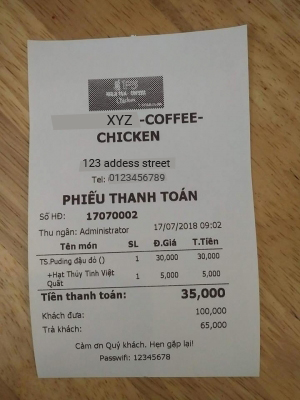 XYZ -COFFEE-
CHICKEN
123 addess street
Tel: 0123456789
PHIẾU THANH TOÁN
Số HĐ: 17070002
Thu ngân: Administrator 17/07/2018 09:02
Tên món SL Đ.Giá T.Tiền
TS.Puding đậu đỏ () 1 30,000 30,000
+Hạt Thủy Tinh Việt 1 5,000 5,000
Quất
Tiền thanh toán: 35,000
Khách đưa: 100,000
Trả khách: 65,000
Cảm ơn Quý khách. Hẹn gặp lại!
Passwifi: 12345678